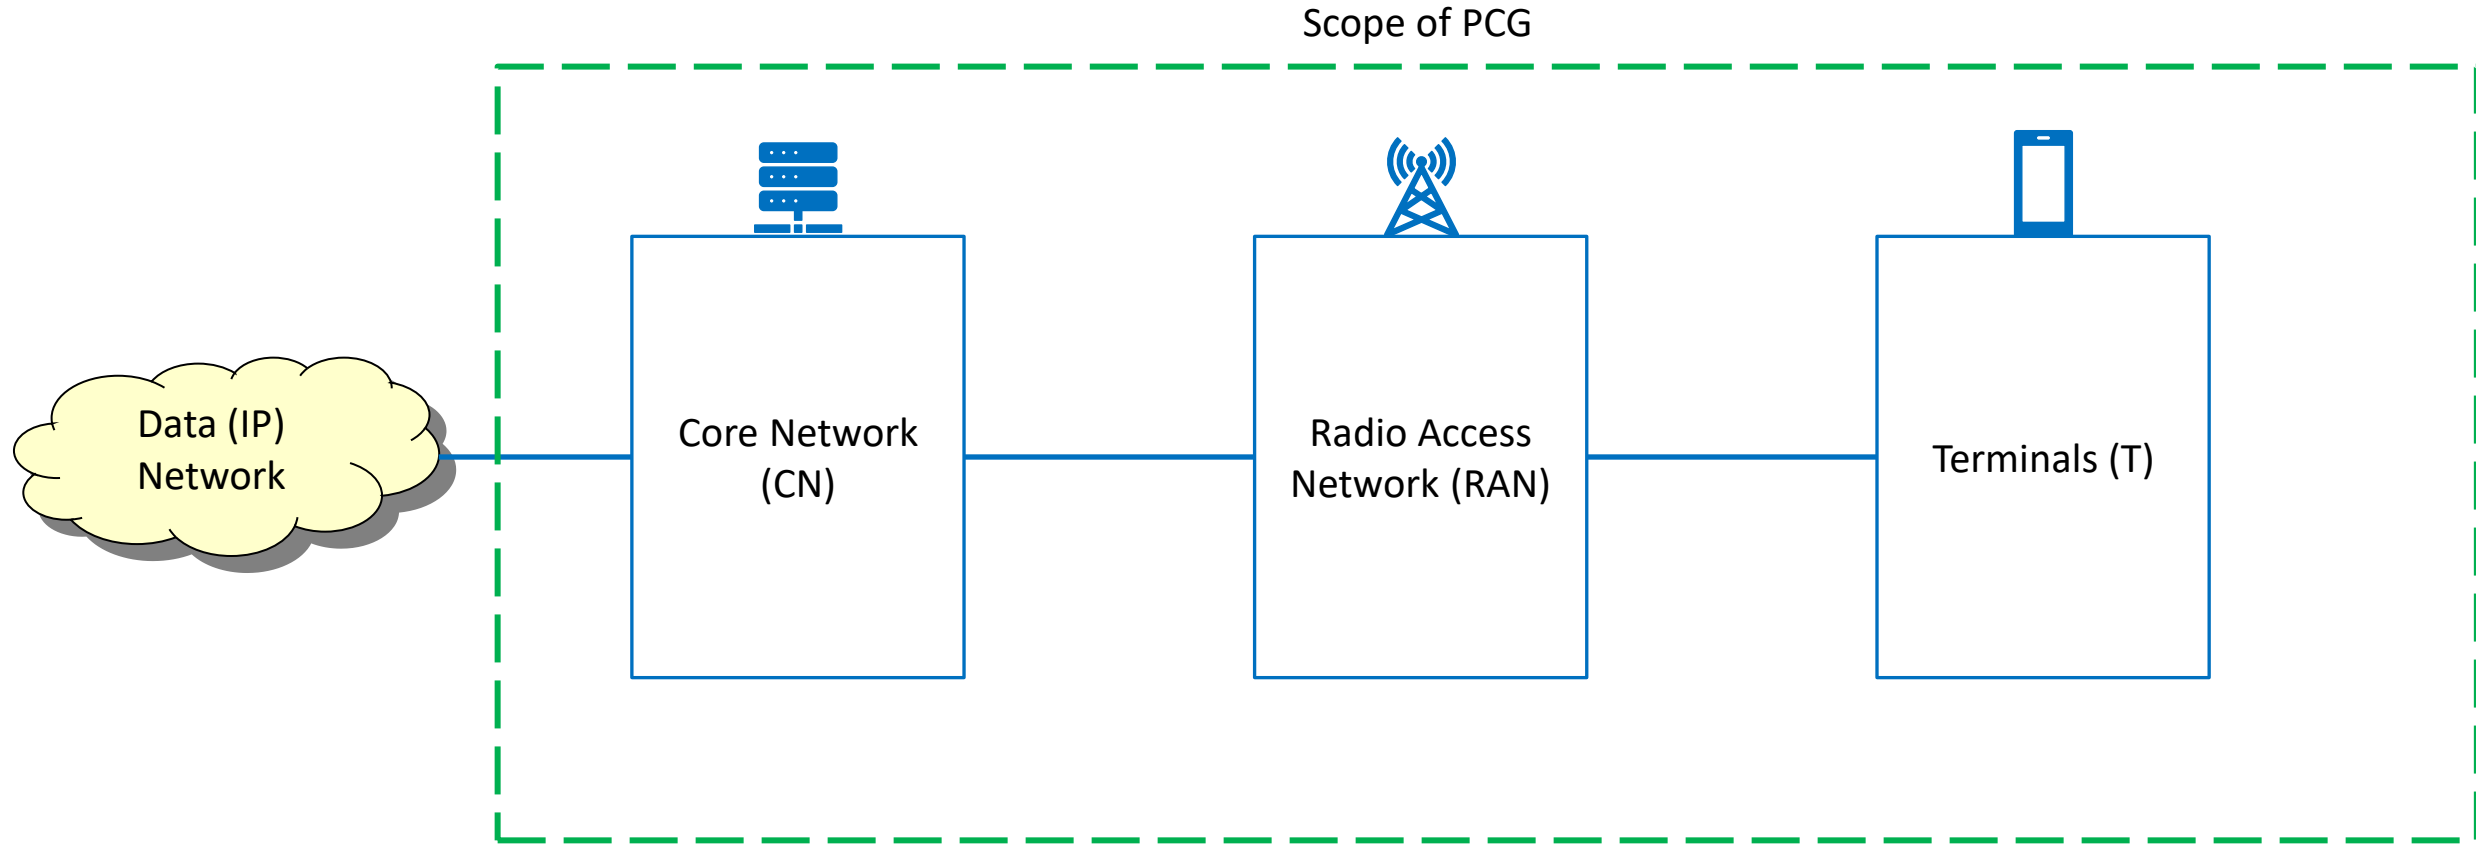 Scope of PCG
Data (IP)
Network
Core Network
(CN)
Radio Access
Network (RAN)
Terminals (T)